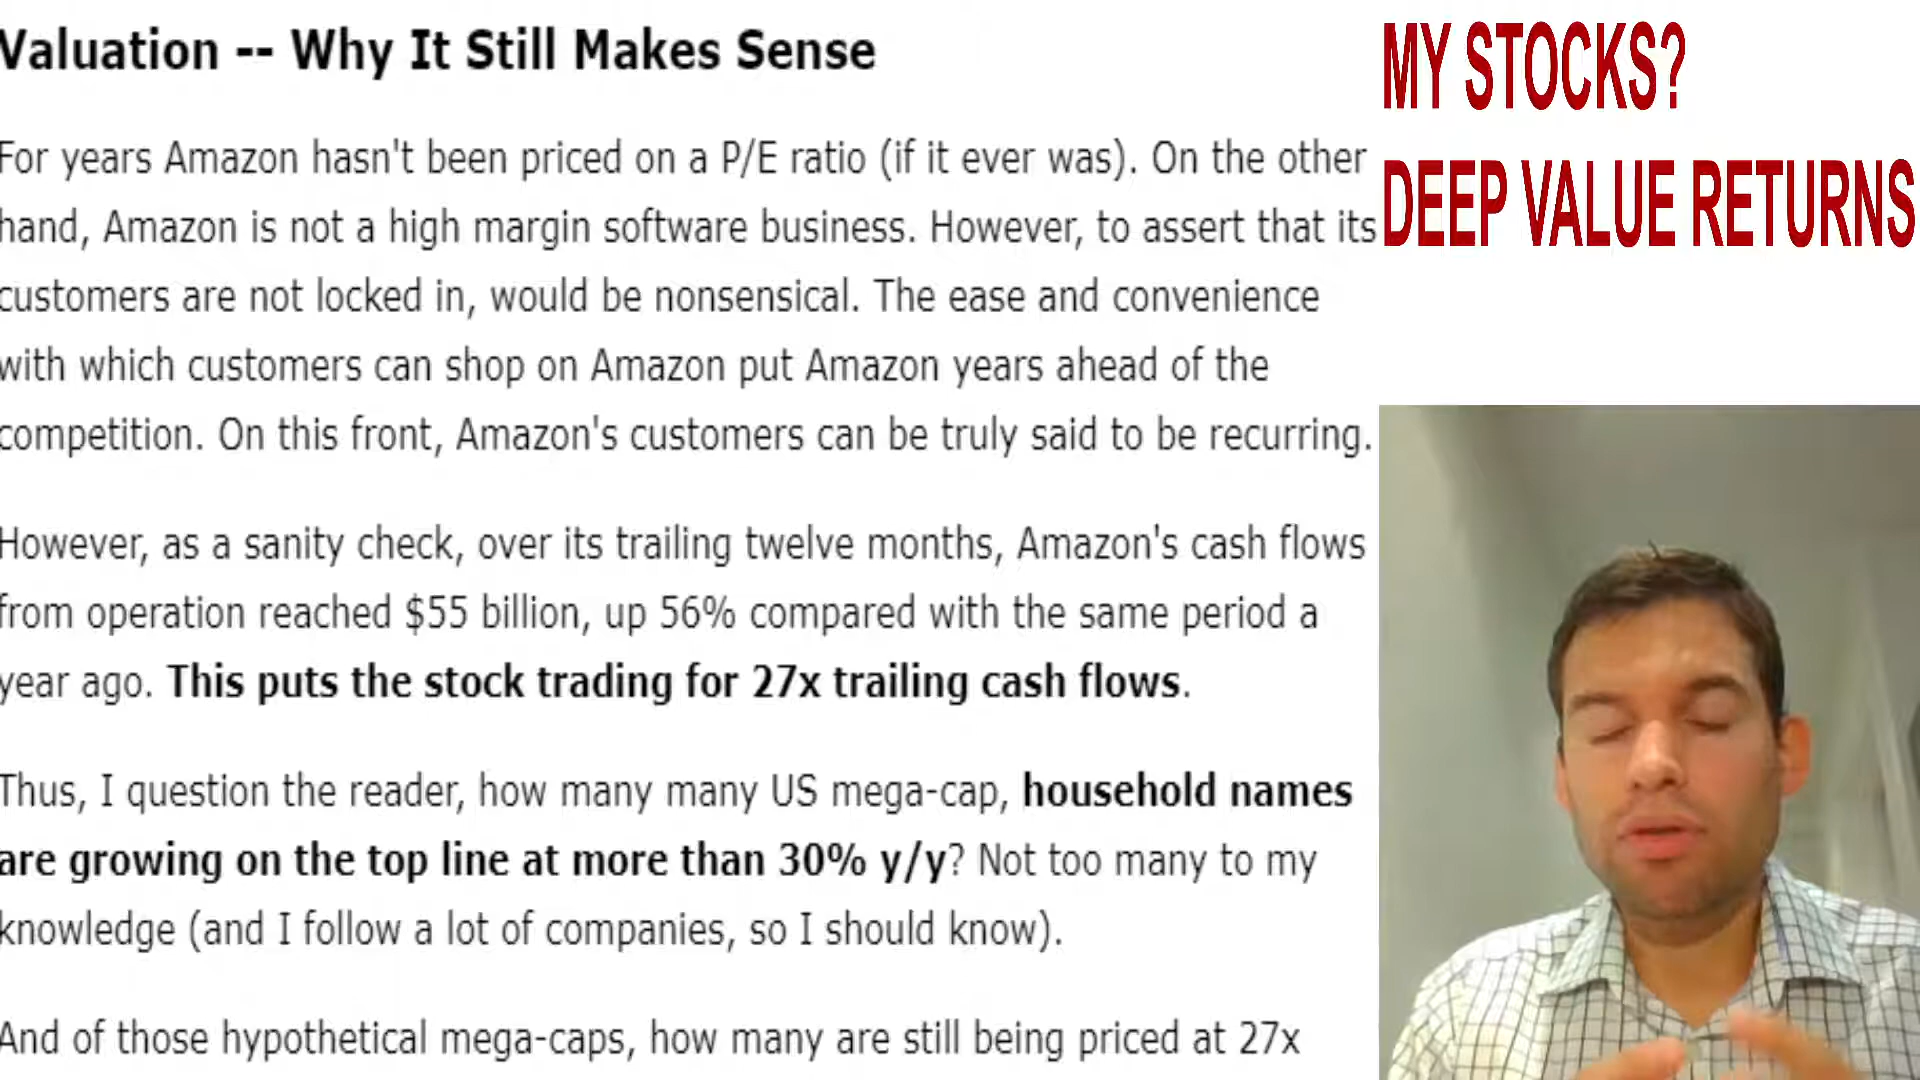 Valuation -- Why It Still Makes Sense
For years Amazon hasn't been priced on a P/E ratio (if it ever was). On the other
hand, Amazon is not a high margin software business. However, to assert that its
customers are not locked in, would be nonsensical. The ease and convenience
with which customers can shop on Amazon put Amazon years ahead of the
competition. On this front, Amazon's customers can be truly said to be recurring.
However, as a sanity check, over its trailing twelve months, Amazon's cash flows
from operation reached $55 billion, up 56% compared with the same period a
year ago. This puts the stock trading for 27x trailing cash flows.
Thus, I question the reader, how many many US mega-cap, household names
are growing on the top line at more than 30% y/y? Not too many to my
knowledge (and I follow a lot of companies, so I should know).
And of those hypothetical mega-caps, how many are still being priced at 27x
MY STOCKS?
DEEP VALUE RETURNS